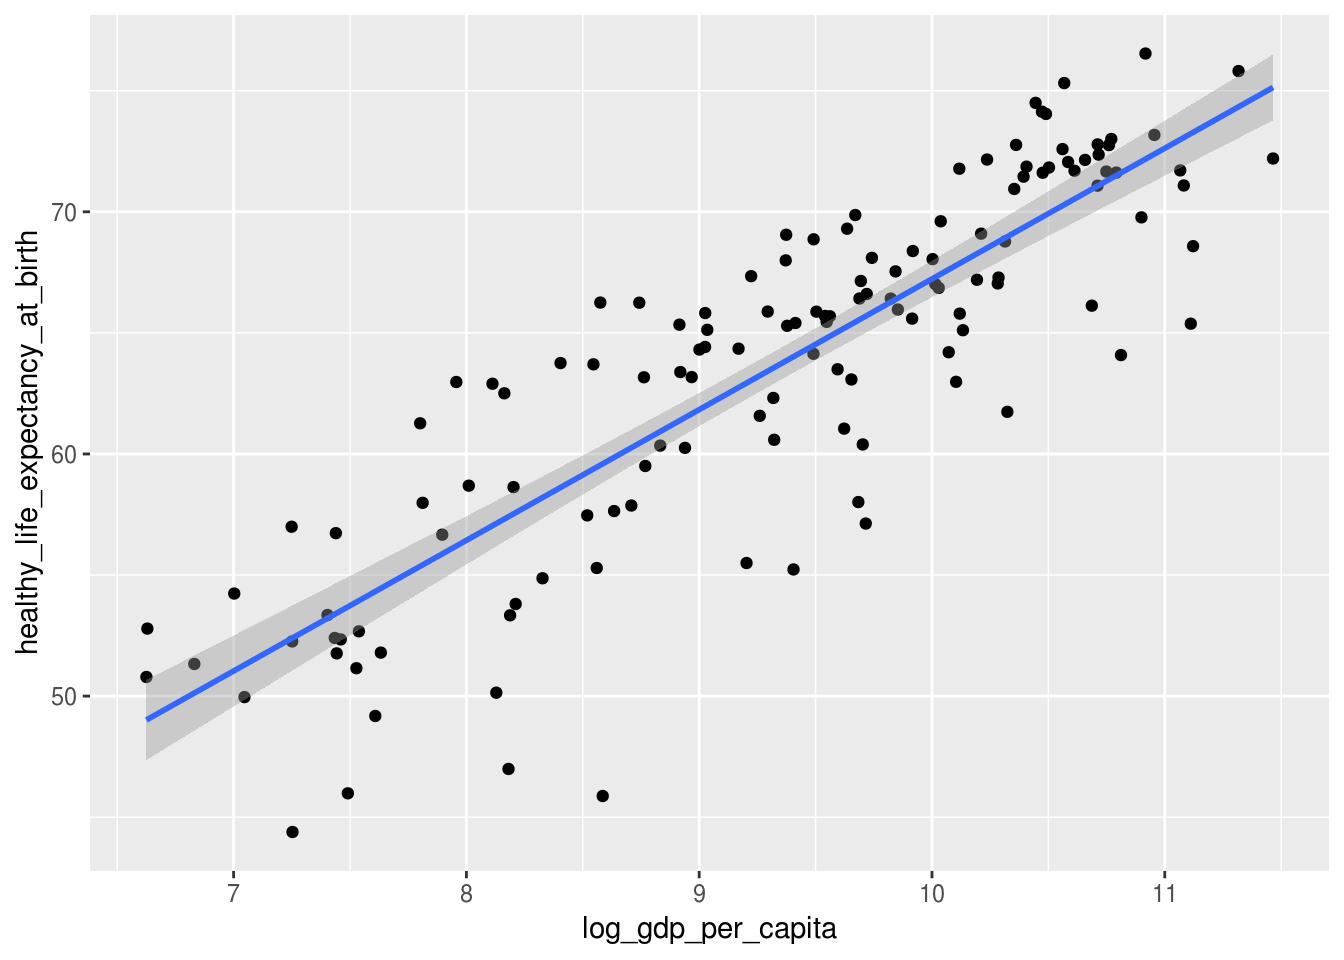 healthy_life_expectancy_at_birth
70
60
50
7 8 9 10 11
log_gdp_per_capita